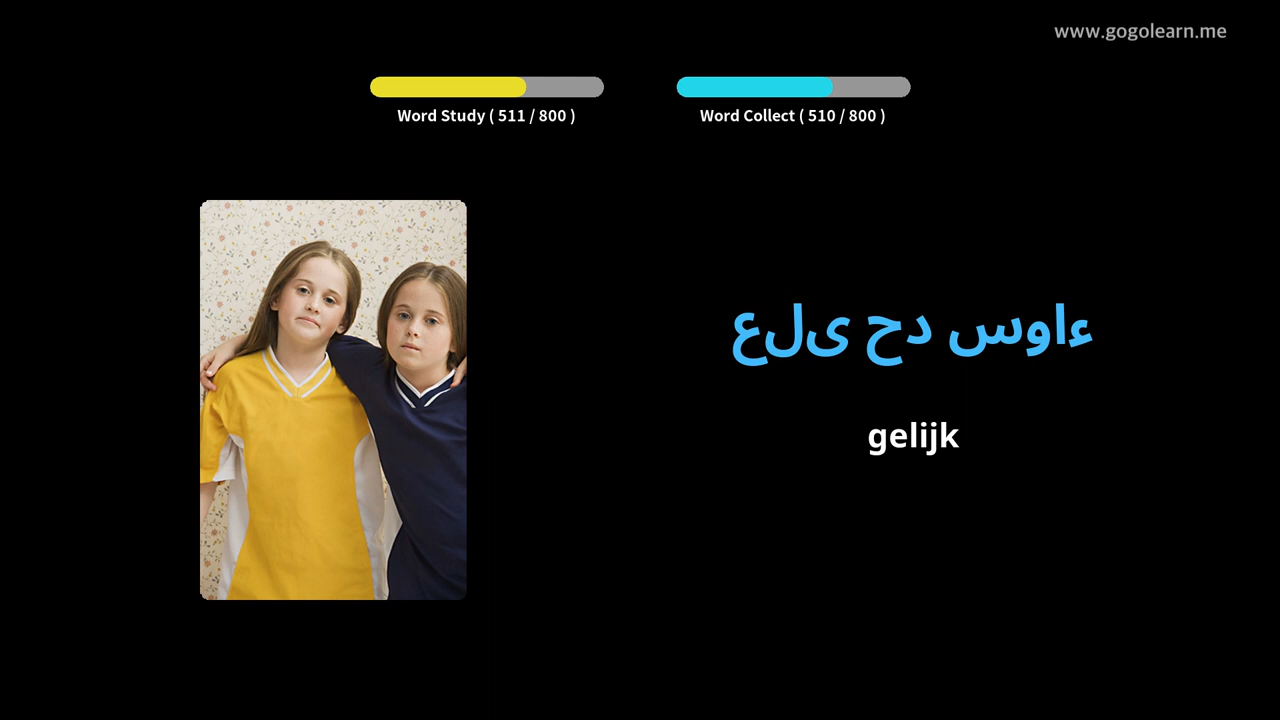 www.gogolearn.me
Word Study ( 511 / 800 )
Word Collect ( 510 / 800 )
على حد سواء
gelijk